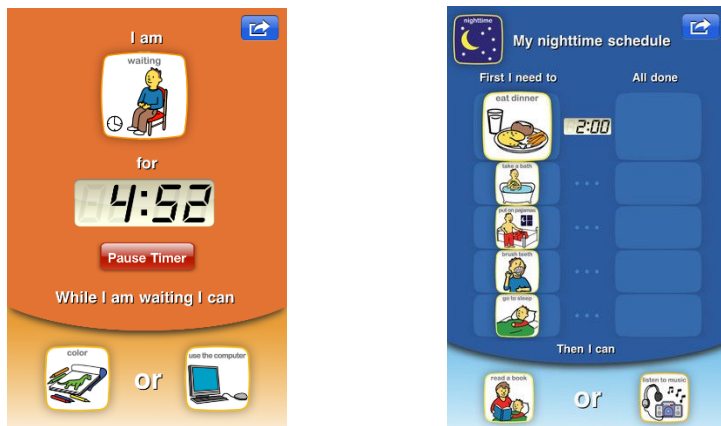 I am
waiting
for
4:52
Pause Timer
While I am waiting I can
color
or
use the computer
nighttime
My nighttime schedule
First I need to
All done
eat dinner
2:00
take a bath
put on pajamas
brush teeth
go to sleep
Then I can
read a book
or
listen to music